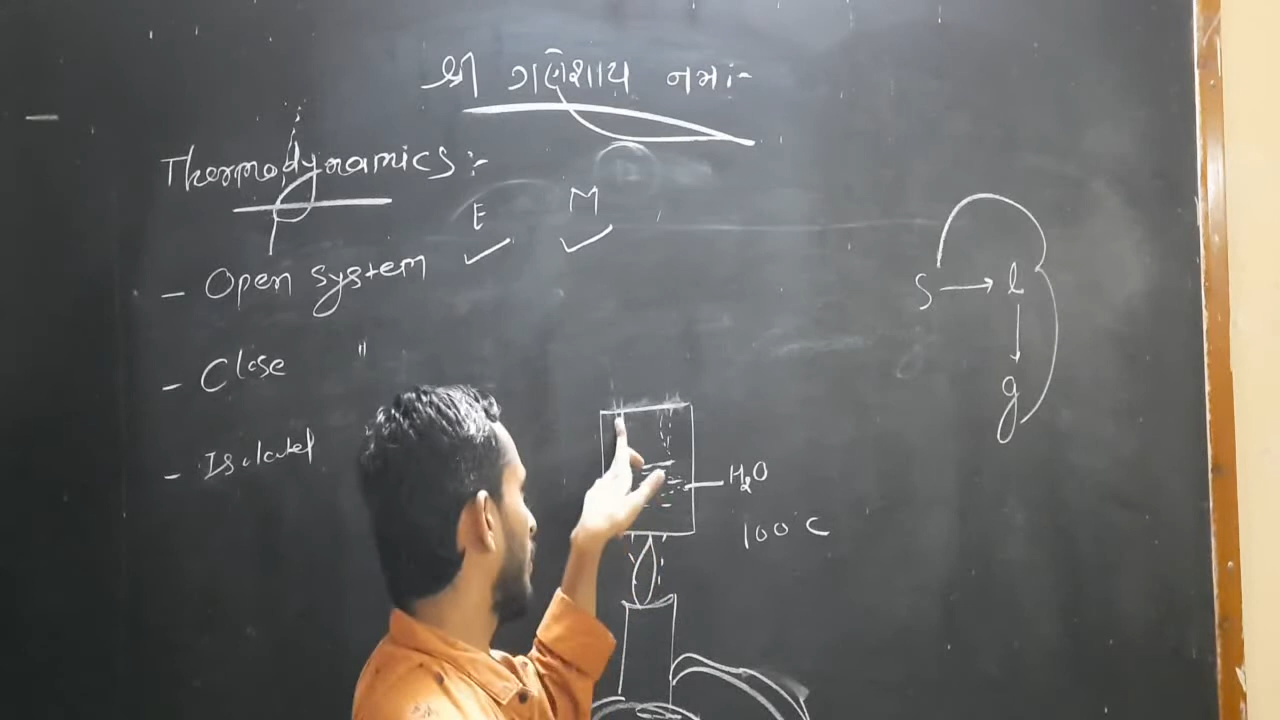 શ્રી ગણેશાય નમઃ-
Thermodynamics :-
E M
- Open system
- Close "
- Isolated
s → l
g
H₂O
100°C